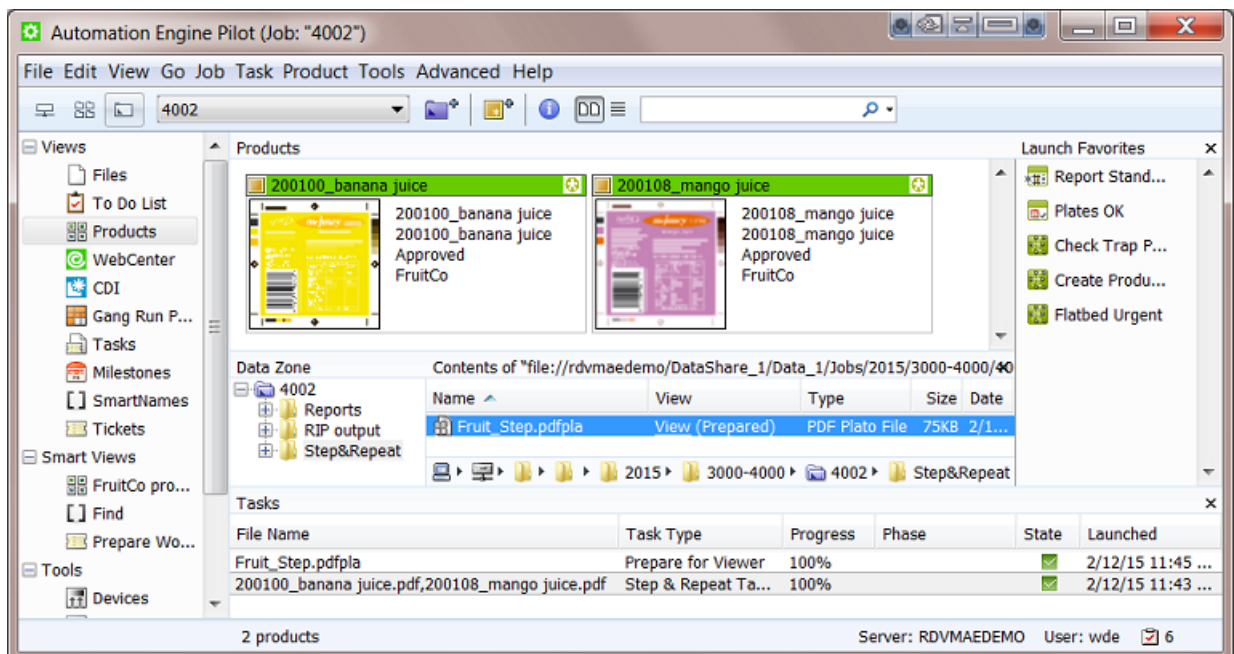 Automation Engine Pilot (Job: "4002")
File Edit View Go Job Task Product Tools Advanced Help
4002
Views
Files
To Do List
Products
WebCenter
CDI
Gang Run P...
Tasks
Milestones
SmartNames
Tickets
Smart Views
FruitCo pro...
Find
Prepare Wo...
Tools
Devices
Products
200100_banana juice
200100_banana juice
200100_banana juice
Approved
FruitCo
200108_mango juice
200108_mango juice
200108_mango juice
Approved
FruitCo
Launch Favorites
Report Stand...
Plates OK
Check Trap P...
Create Produ...
Flatbed Urgent
Data Zone
4002
Reports
RIP output
Step&Repeat
Contents of "file://rdvmaedemo/DataShare_1/Data_1/Jobs/2015/3000-4000/40
Name View Type Size Date
Fruit_Step.pdfpla View (Prepared) PDF Plato File 75KB 2/1...
2015 3000-4000 4002 Step&Repeat
Tasks
File Name Task Type Progress Phase State Launched
Fruit_Step.pdfpla Prepare for Viewer 100% 2/12/15 11:45 ...
200100_banana juice.pdf,200108_mango juice.pdf Step & Repeat Ta... 100% 2/12/15 11:43 ...
2 products Server: RDVMAEDEMO User: wde 6